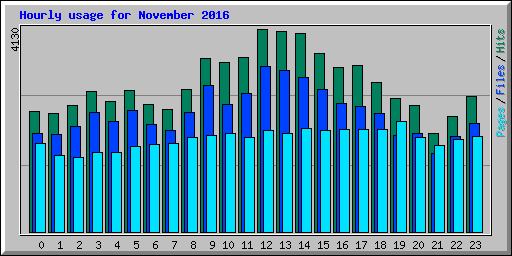 Hourly usage for November 2016
4130
Pages/Files/Hits
0 1 2 3 4 5 6 7 8 9 10 11 12 13 14 15 16 17 18 19 20 21 22 23